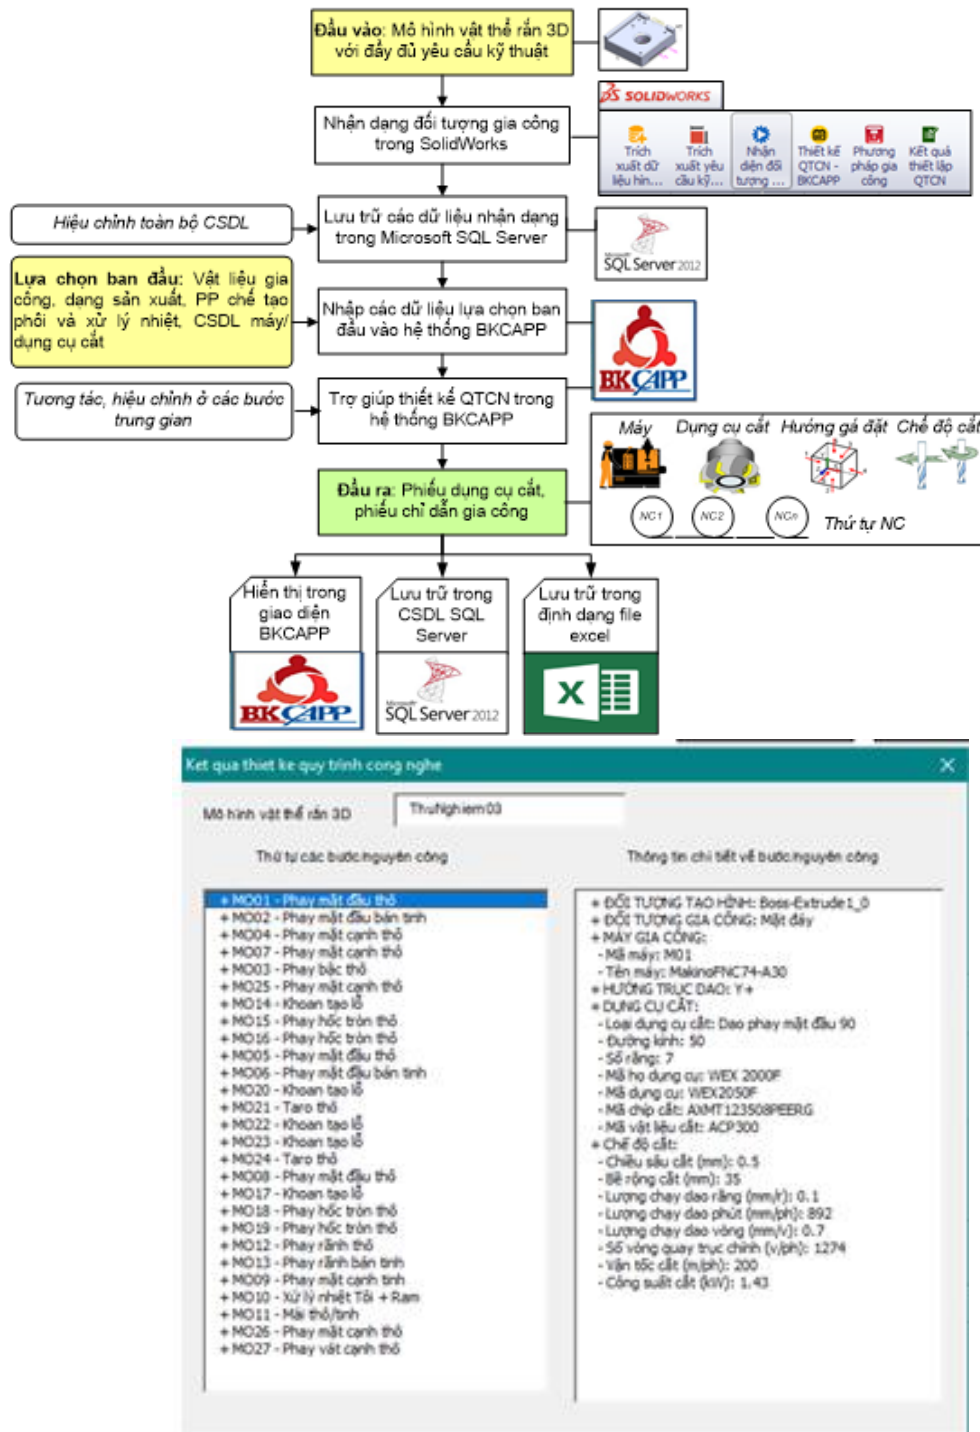 Đầu vào: Mô hình vật thể rắn 3D
với đầy đủ yêu cầu kỹ thuật
Nhận dạng đối tượng gia công
trong SolidWorks
SOLIDWORKS
Trích
xuất dữ
liệu hìn...
Trích
xuất yêu
cầu kỹ...
Nhận
diện đối
tượng ...
Thiết kế
QTCN -
BKCAPP
Phương
pháp gia
công
Kết quả
thiết lập
QTCN
Hiệu chỉnh toàn bộ CSDL
Lưu trữ các dữ liệu nhận dạng
trong Microsoft SQL Server
Microsoft
SQL Server 2012
Lựa chọn ban đầu: Vật liệu gia
công, dạng sản xuất, PP chế tạo
phôi và xử lý nhiệt, CSDL máy/
dụng cụ cắt
Nhập các dữ liệu lựa chọn ban
đầu vào hệ thống BKCAPP
BKCAPP
Tương tác, hiệu chỉnh ở các bước
trung gian
Trợ giúp thiết kế QTCN trong
hệ thống BKCAPP
Máy
Dụng cụ cắt
Hướng gá đặt
Chế độ cắt
NC1
NC2
NCn
Thứ tự NC
Đầu ra: Phiếu dụng cụ cắt,
phiếu chỉ dẫn gia công
Hiển thị trong
giao diện
BKCAPP
BKCAPP
Lưu trữ trong
CSDL SQL
Server
Microsoft
SQL Server 2012
Lưu trữ trong
định dạng file
excel
X
Ket qua thiet ke quy trinh cong nghe
Mô hình vật thể rắn 3D
ThuNghiem03
Thứ tự các bước/nguyên công
+ MO01 - Phay mặt đầu thô
+ MO02 - Phay mặt đầu bán tinh
+ MO04 - Phay mặt cạnh thô
+ MO07 - Phay mặt cạnh thô
+ MO03 - Phay bậc thô
+ MO25 - Phay mặt cạnh thô
+ MO14 - Khoan tạo lỗ
+ MO15 - Phay hốc tròn thô
+ MO16 - Phay hốc tròn thô
+ MO05 - Phay mặt đầu thô
+ MO06 - Phay mặt đầu bán tinh
+ MO20 - Khoan tạo lỗ
+ MO21 - Taro thô
+ MO22 - Khoan tạo lỗ
+ MO23 - Khoan tạo lỗ
+ MO24 - Taro thô
+ MO08 - Phay mặt đầu thô
+ MO17 - Khoan tạo lỗ
+ MO18 - Phay hốc tròn thô
+ MO19 - Phay hốc tròn thô
+ MO12 - Phay rãnh thô
+ MO13 - Phay rãnh bán tinh
+ MO09 - Phay mặt cạnh tinh
+ MO10 - Xử lý nhiệt Tôi + Ram
+ MO11 - Mài thô/tinh
+ MO26 - Phay mặt cạnh thô
+ MO27 - Phay vát cạnh thô
Thông tin chi tiết về bước/nguyên công
+ ĐỐI TƯỢNG TẠO HÌNH: Boss-Extrude1_0
+ ĐỐI TƯỢNG GIA CÔNG: Mặt đáy
+ MÁY GIA CÔNG:
- Mã máy: M01
- Tên máy: MakinoFNC74-A30
+ HƯỚNG TRỤC DAO: Y+
+ DỤNG CỤ CẮT:
- Loại dụng cụ cắt: Dao phay mặt đầu 90
- Đường kính: 50
- Số răng: 7
- Mã họ dụng cụ: WEX 2000F
- Mã dụng cụ: WEX2050F
- Mã chíp cắt: AXMT123508PEERG
- Mã vật liệu cắt: ACP300
+ Chế độ cắt:
- Chiều sâu cắt (mm): 0.5
- Bề rộng cắt (mm): 35
- Lượng chạy dao răng (mm/r): 0.1
- Lượng chạy dao phút (mm/ph): 892
- Lượng chạy dao vòng (mm/v): 0.7
- Số vòng quay trục chính (v/ph): 1274
- Vận tốc cắt (m/ph): 200
- Công suất cắt (kW): 1.43